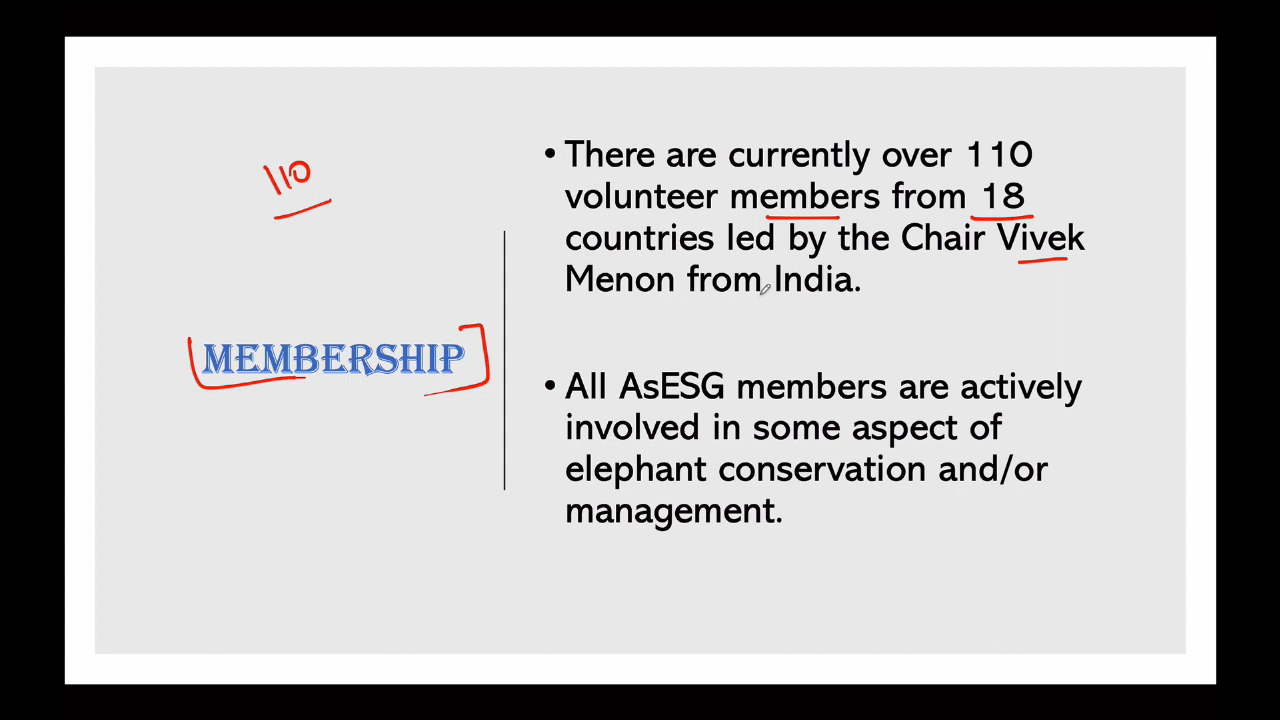 110
MEMBERSHIP
• There are currently over 110
volunteer members from 18
countries led by the Chair Vivek
Menon from India.
• All AsESG members are actively
involved in some aspect of
elephant conservation and/or
management.